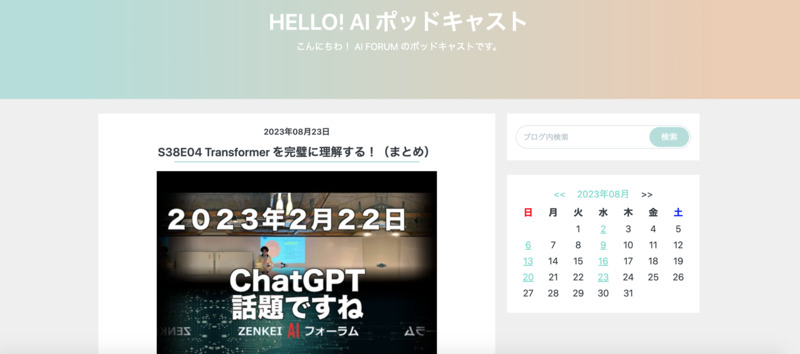 HELLO! AI ポッドキャスト
こんにちわ！ AI FORUM のポッドキャストです。
2023年08月23日
S38E04 Transformer を完璧に理解する！（まとめ）
２０２３年２月２２日
ChatGPT
話題ですね
ZENKEI AI フォーラム
ブログ内検索
検索
<< 2023年08月 >>
日 月 火 水 木 金 土
1 2 3 4 5
6 7 8 9 10 11 12
13 14 15 16 17 18 19
20 21 22 23 24 25 26
27 28 29 30 31